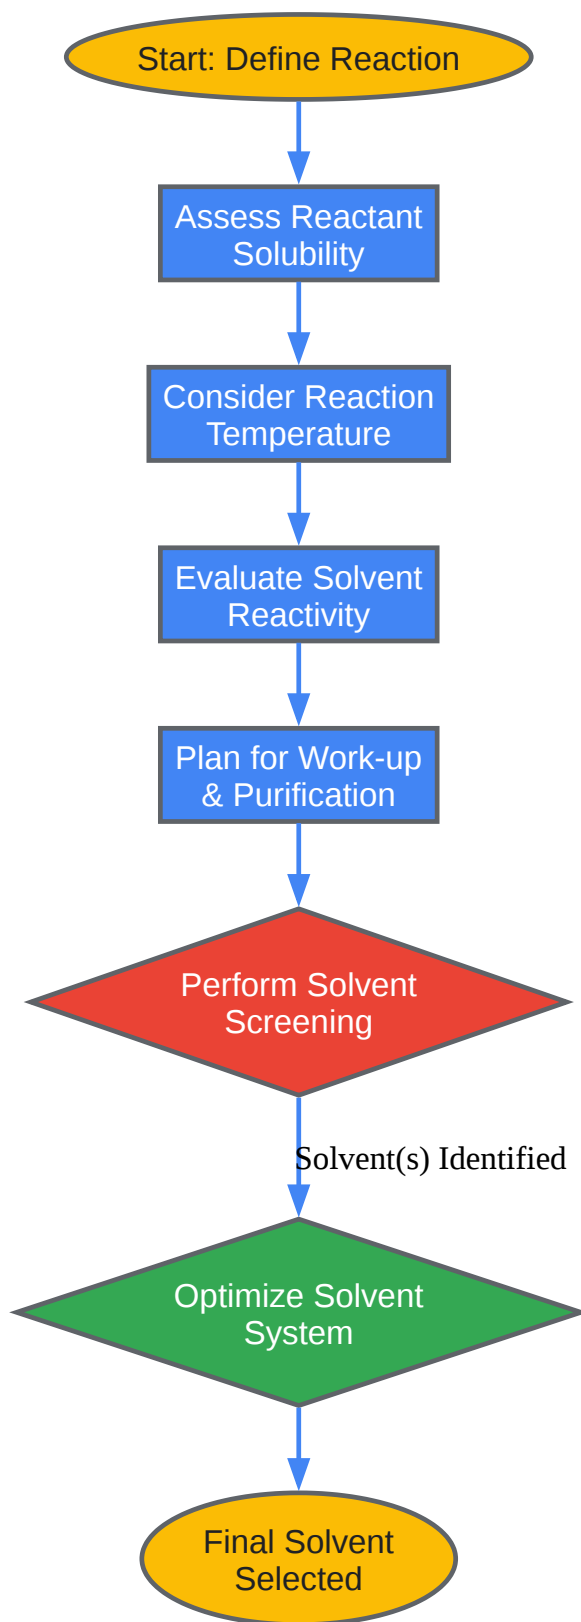 Start: Define Reaction
Assess Reactant
Solubility
Consider Reaction
Temperature
Evaluate Solvent
Reactivity
Plan for Work-up
& Purification
Perform Solvent
Screening
Solvent(s) Identified
Optimize Solvent
System
Final Solvent
Selected